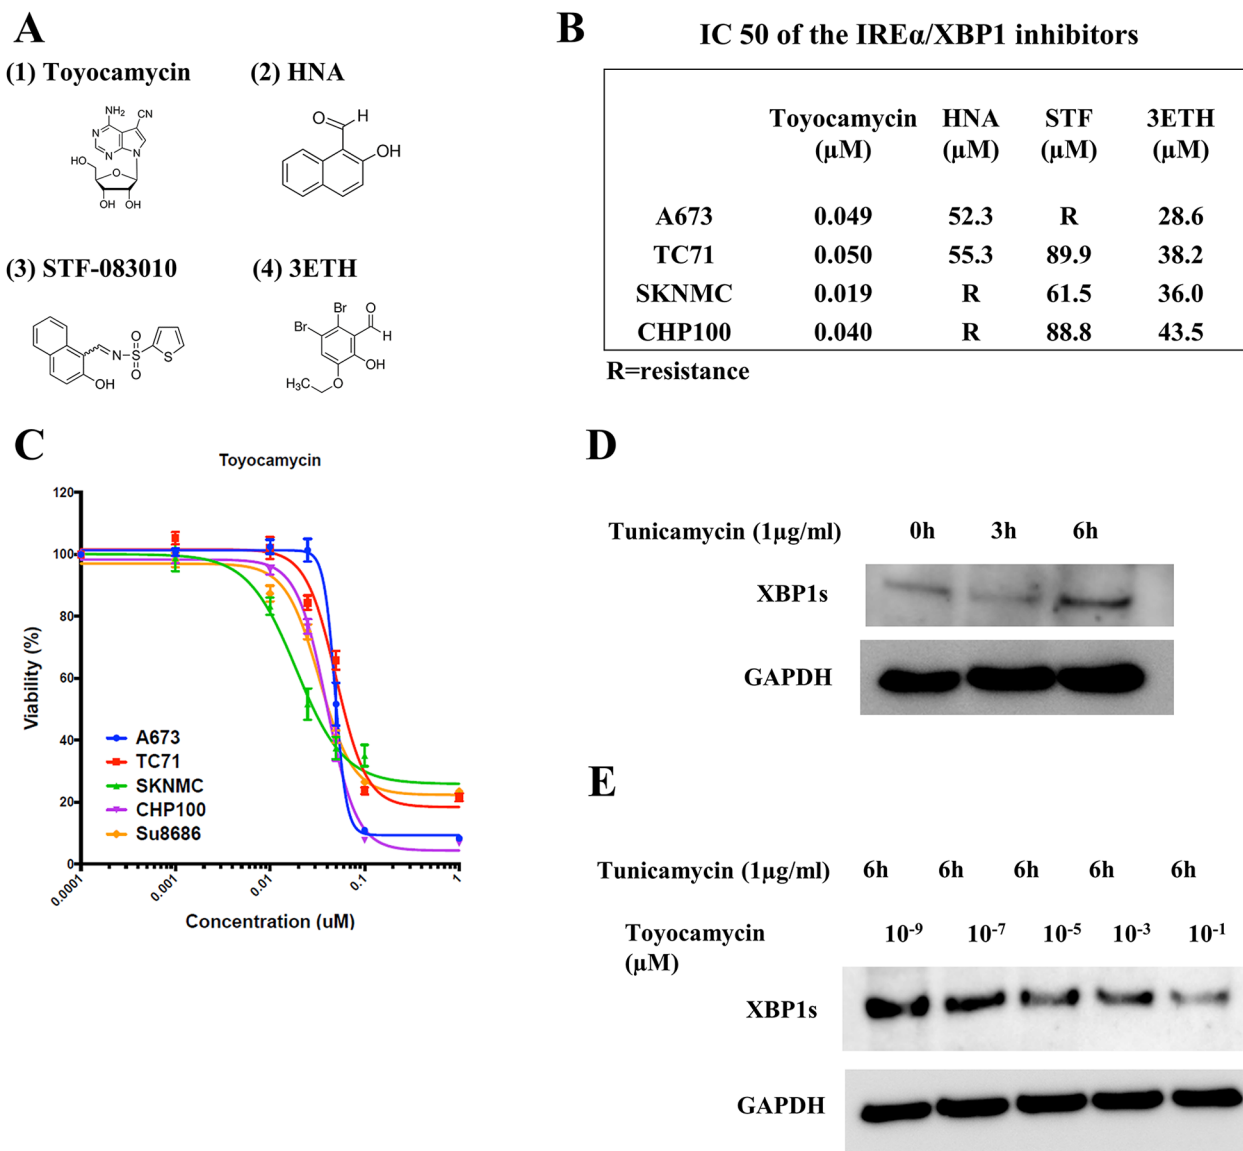 A
(1) Toyocamycin
(2) HNA
NH₂
CN
N
N
N
HO
O
OH
OH
O
H
OH
(3) STF-083010
(4) 3ETH
O
N
S
S
O
OH
Br
O
Br
H
OH
H₃C
O
B
IC 50 of the IREα/XBP1 inhibitors
Toyocamycin (µM) HNA (µM) STF (µM) 3ETH (µM)
A673 0.049 52.3 R 28.6
TC71 0.050 55.3 89.9 38.2
SKNMC 0.019 R 61.5 36.0
CHP100 0.040 R 88.8 43.5
R=resistance
C
Toyocamycin
Viability (%)
120
100
80
60
40
20
0
A673
TC71
SKNMC
CHP100
Su8686
0.0001 0.001 0.01 0.1 1
Concentration (uM)
D
Tunicamycin (1µg/ml) 0h 3h 6h
XBP1s
GAPDH
E
Tunicamycin (1µg/ml) 6h 6h 6h 6h 6h
Toyocamycin (µM) 10⁻⁹ 10⁻⁷ 10⁻⁵ 10⁻³ 10⁻¹
XBP1s
GAPDH